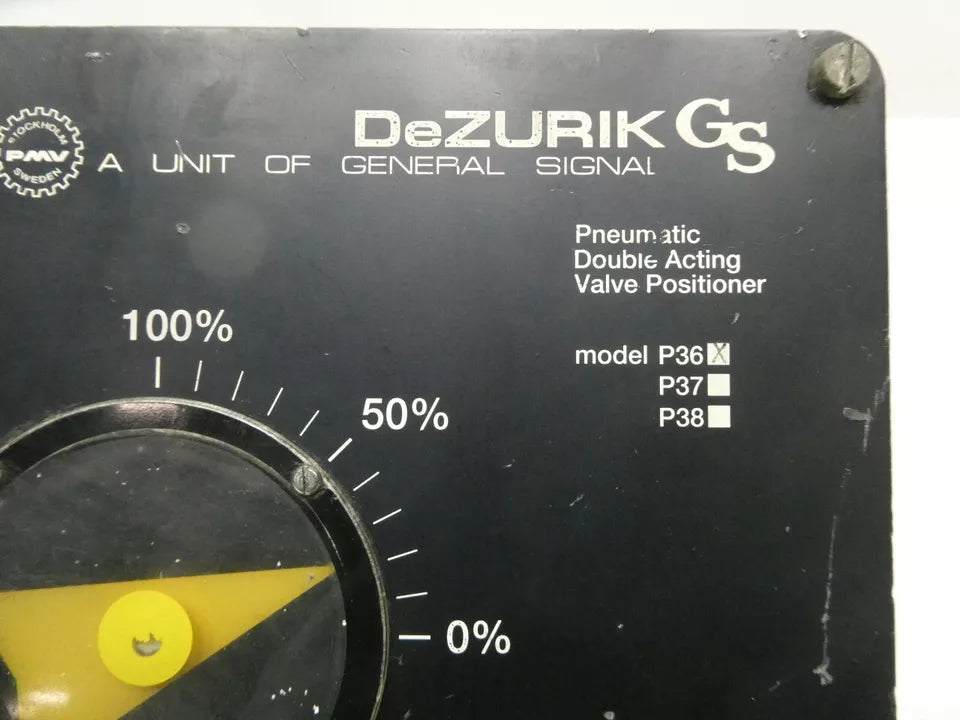 STOCKHOLM
PMV
SWEDEN
DeZURIK GS
A UNIT OF GENERAL SIGNAL
Pneumatic
Double Acting
Valve Positioner
model P36 X
P37
P38
100%
50%
0%